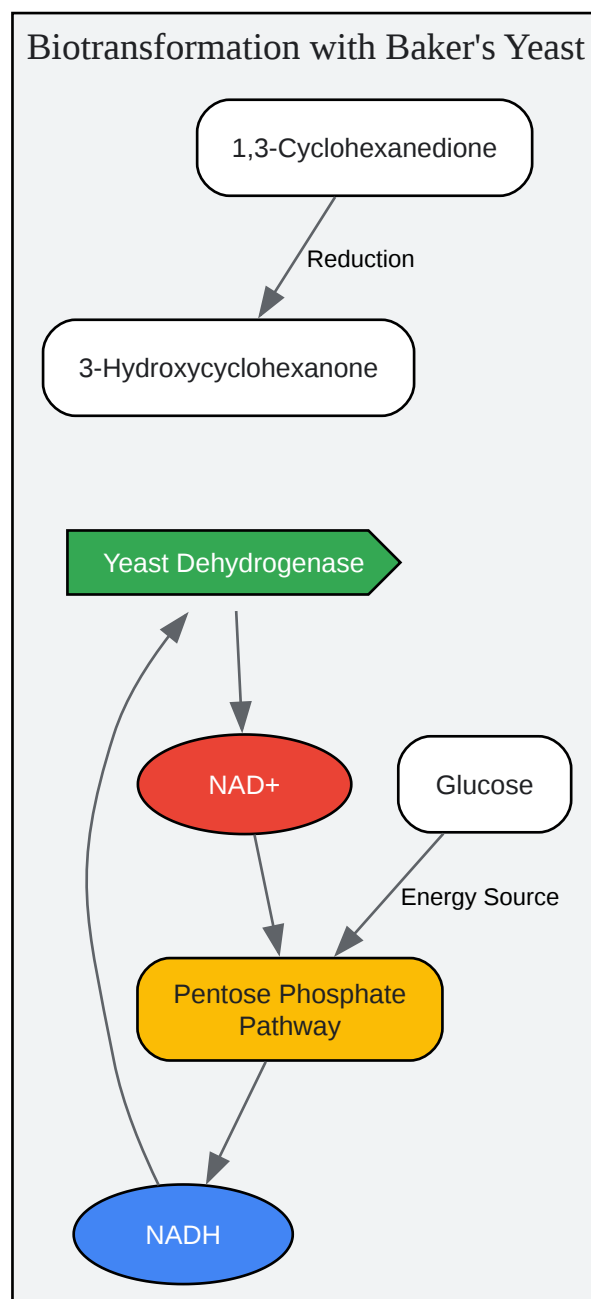 Biotransformation with Baker's Yeast
1,3-Cyclohexanedione
Reduction
3-Hydroxycyclohexanone
Yeast Dehydrogenase
NAD+
Glucose
Energy Source
Pentose Phosphate
Pathway
NADH